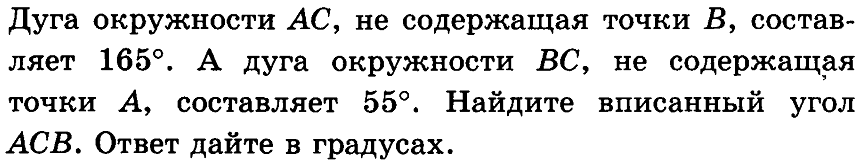 Дуга окружности AC, не содержащая точки B, состав-
ляет 165°. А дуга окружности BC, не содержащая
точки A, составляет 55°. Найдите вписанный угол
ACB. Ответ дайте в градусах.